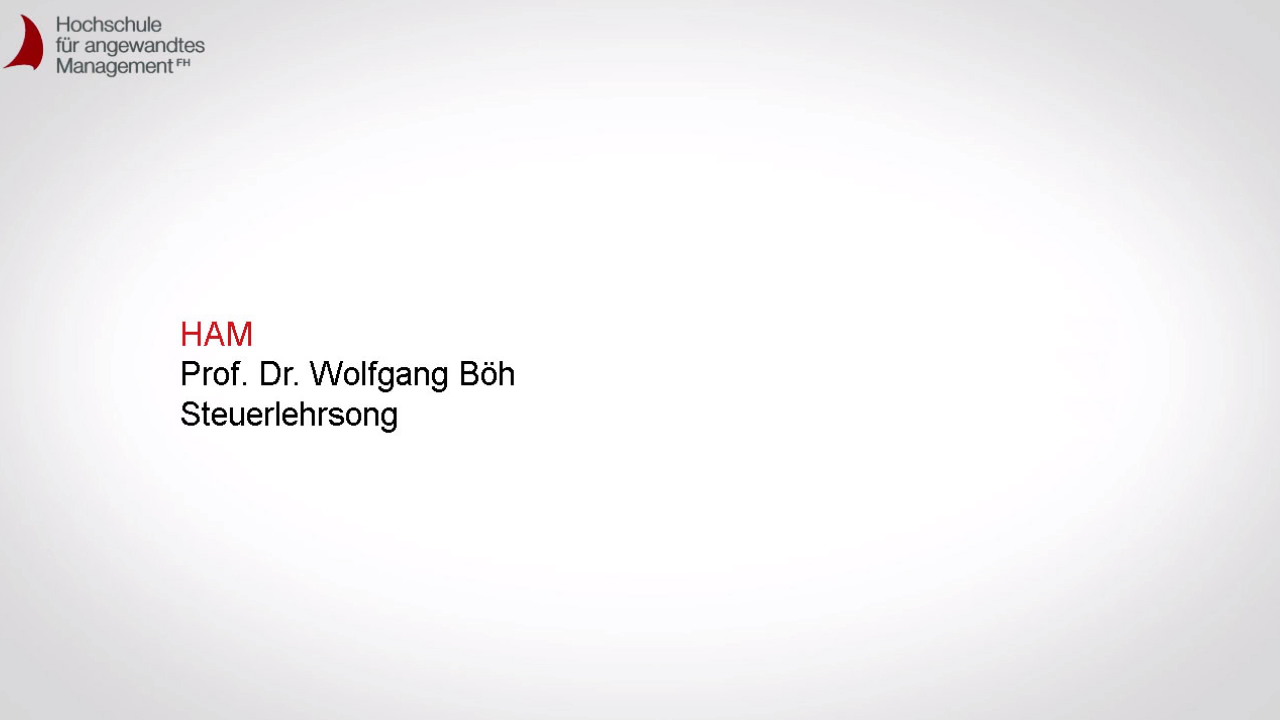 Hochschule
für angewandtes
Management FH
HAM
Prof. Dr. Wolfgang Böh
Steuerlehrsong